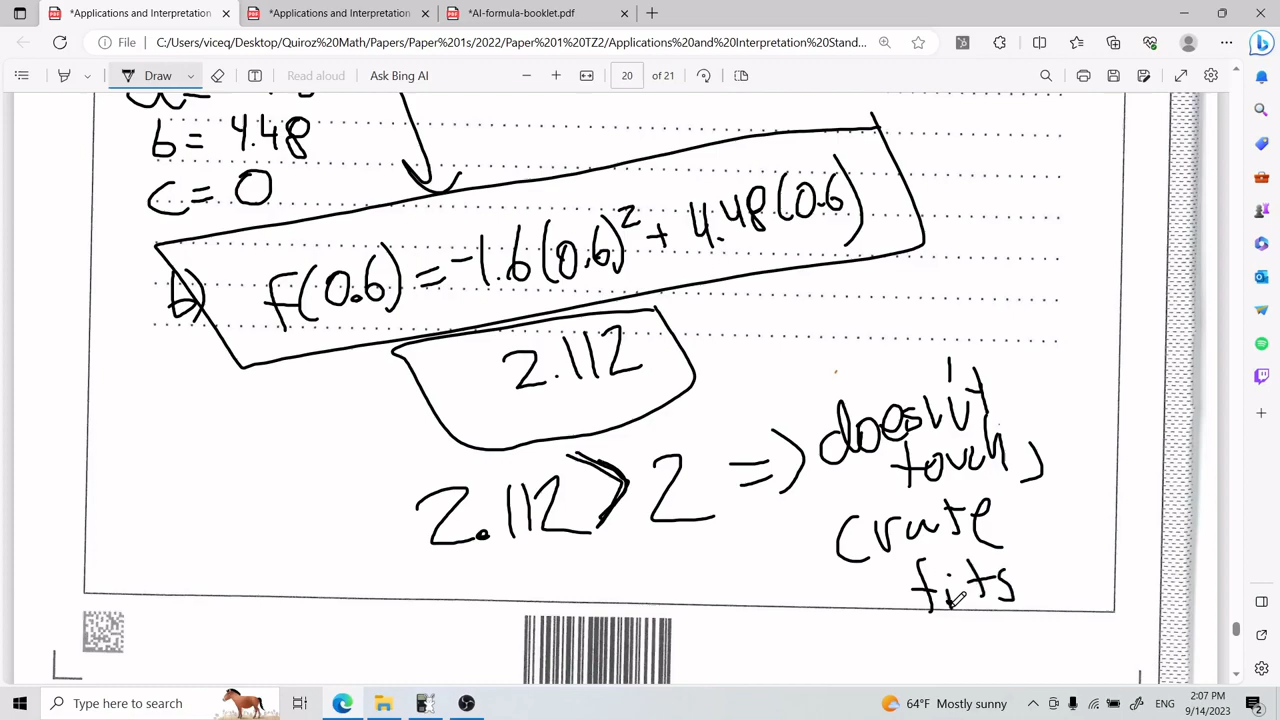 *Applications and Interpretation
*Applications and Interpretation
*AI-formula-booklet.pdf
File
C:/Users/viceq/Desktop/Quiroz%20Math/Papers/Paper%201s/2022/Paper%201%20TZ2/Applications%20and%20Interpretation%20Stand...
Draw
Read aloud
Ask Bing AI
20 of 21
b = 4.48
c = 0
b) f(0.6) = -1.6(0.6)² + 4.48(0.6)
2.112
2.112 > 2 => doesn't
touch,
crate
fits
Type here to search
64°F Mostly sunny
2:07 PM
9/14/2023
2